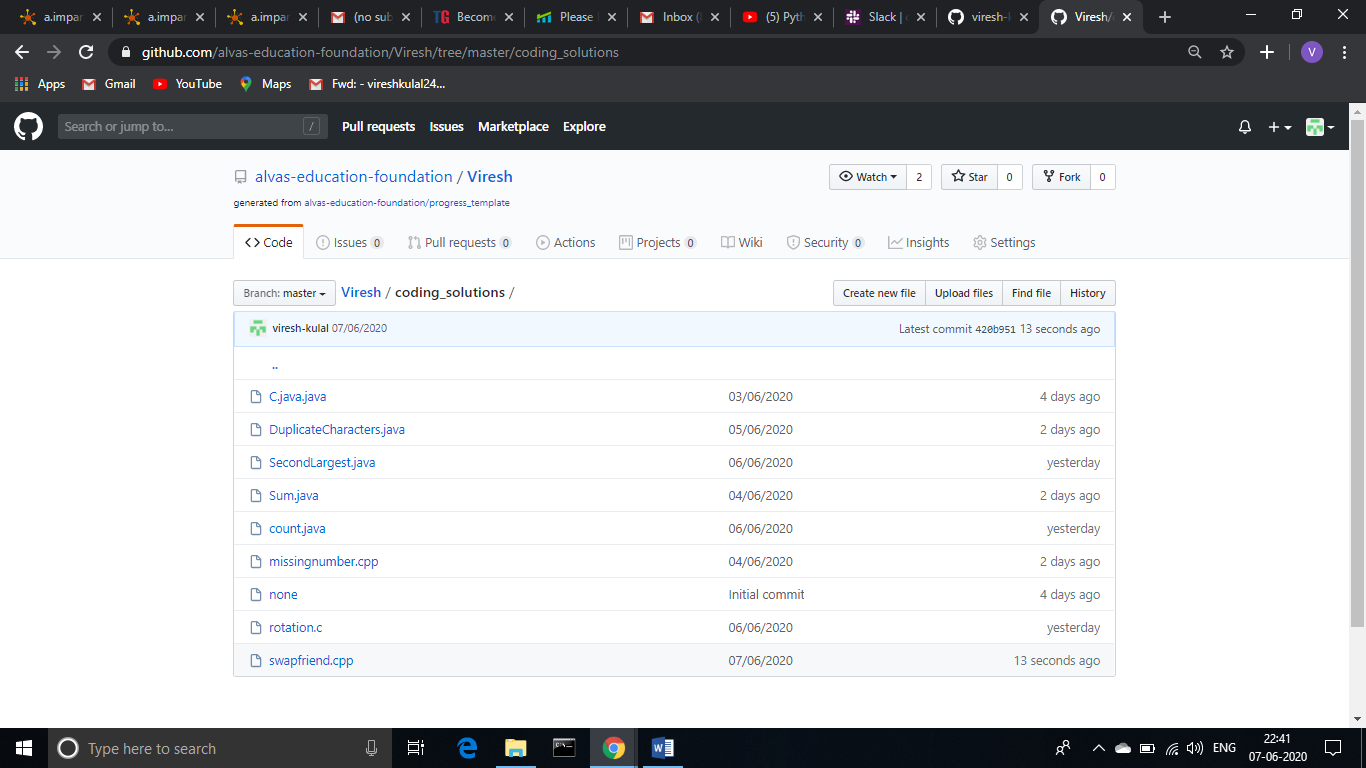 a.impar
a.impar
a.impar
(no sub
Become
Please
Inbox (
(5) Pyth
Slack |
viresh-k
Viresh/
github.com/alvas-education-foundation/Viresh/tree/master/coding_solutions
V
Apps Gmail YouTube Maps Fwd: - vireshkulal24...
Search or jump to... / Pull requests Issues Marketplace Explore
alvas-education-foundation / Viresh
Watch 2 Star 0 Fork 0
generated from alvas-education-foundation/progress_template
Code Issues 0 Pull requests 0 Actions Projects 0 Wiki Security 0 Insights Settings
Branch: master Viresh / coding_solutions / Create new file Upload files Find file History
viresh-kulal 07/06/2020 Latest commit 420b951 13 seconds ago
..
C.java.java 03/06/2020 4 days ago
DuplicateCharacters.java 05/06/2020 2 days ago
SecondLargest.java 06/06/2020 yesterday
Sum.java 04/06/2020 2 days ago
count.java 06/06/2020 yesterday
missingnumber.cpp 04/06/2020 2 days ago
none Initial commit 4 days ago
rotation.c 06/06/2020 yesterday
swapfriend.cpp 07/06/2020 13 seconds ago
Type here to search
ENG
22:41
07-06-2020